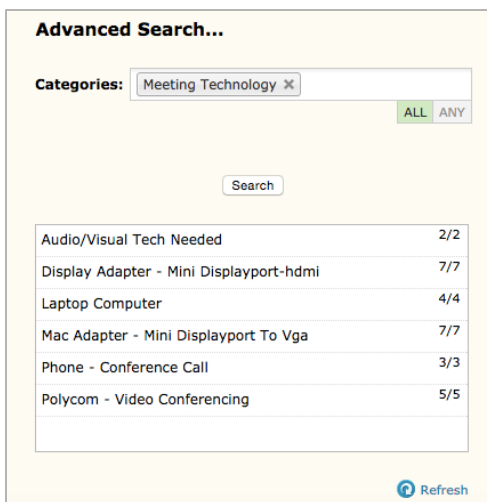 Advanced Search...
Categories: Meeting Technology ×
ALL ANY
Search
Audio/Visual Tech Needed 2/2
Display Adapter - Mini Displayport-hdmi 7/7
Laptop Computer 4/4
Mac Adapter - Mini Displayport To Vga 7/7
Phone - Conference Call 3/3
Polycom - Video Conferencing 5/5
Refresh